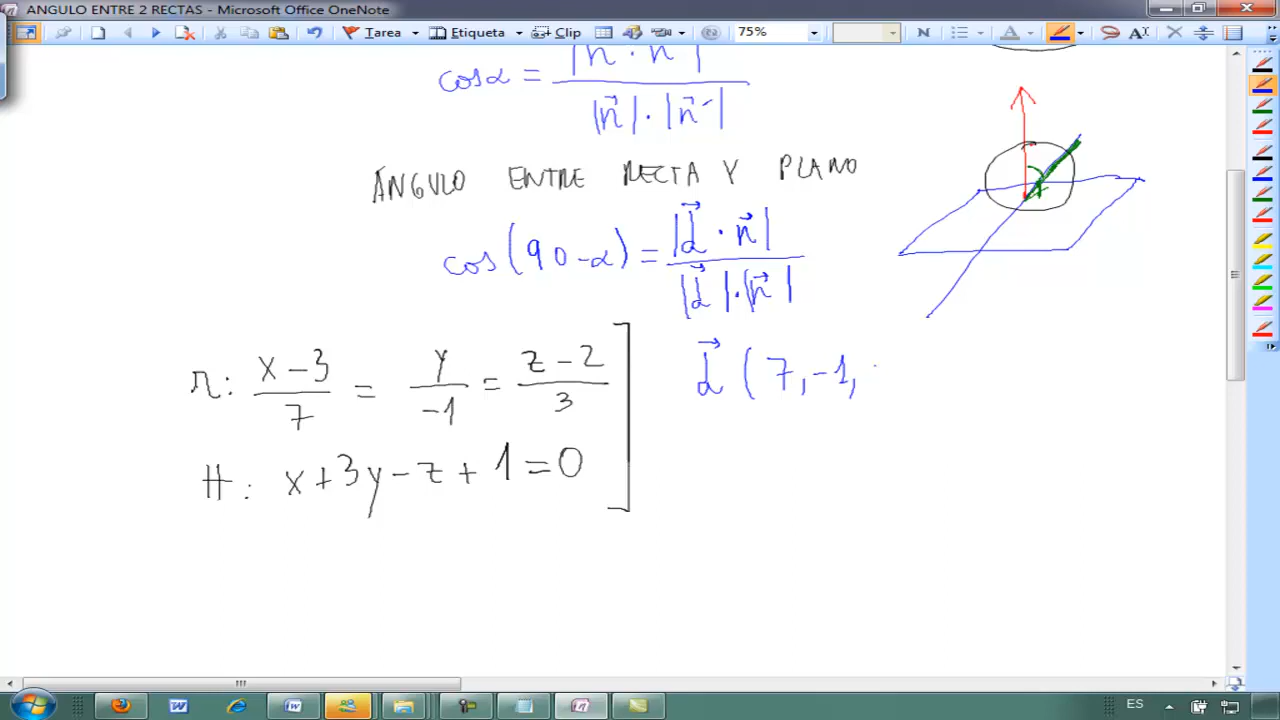 ANGULO ENTRE 2 RECTAS - Microsoft Office OneNote
Tarea Etiqueta Clip 75% N A
cos α = |n · n| / |n⃗| · |n⃗'|
ÁNGULO ENTRE RECTA Y PLANO
cos(90-α) = |d⃗ · n⃗| / |d⃗| · |n⃗|
r: x-3/7 = y/-1 = z-2/3
d⃗ (7, -1,
π: x+3y-z+1=0
ES